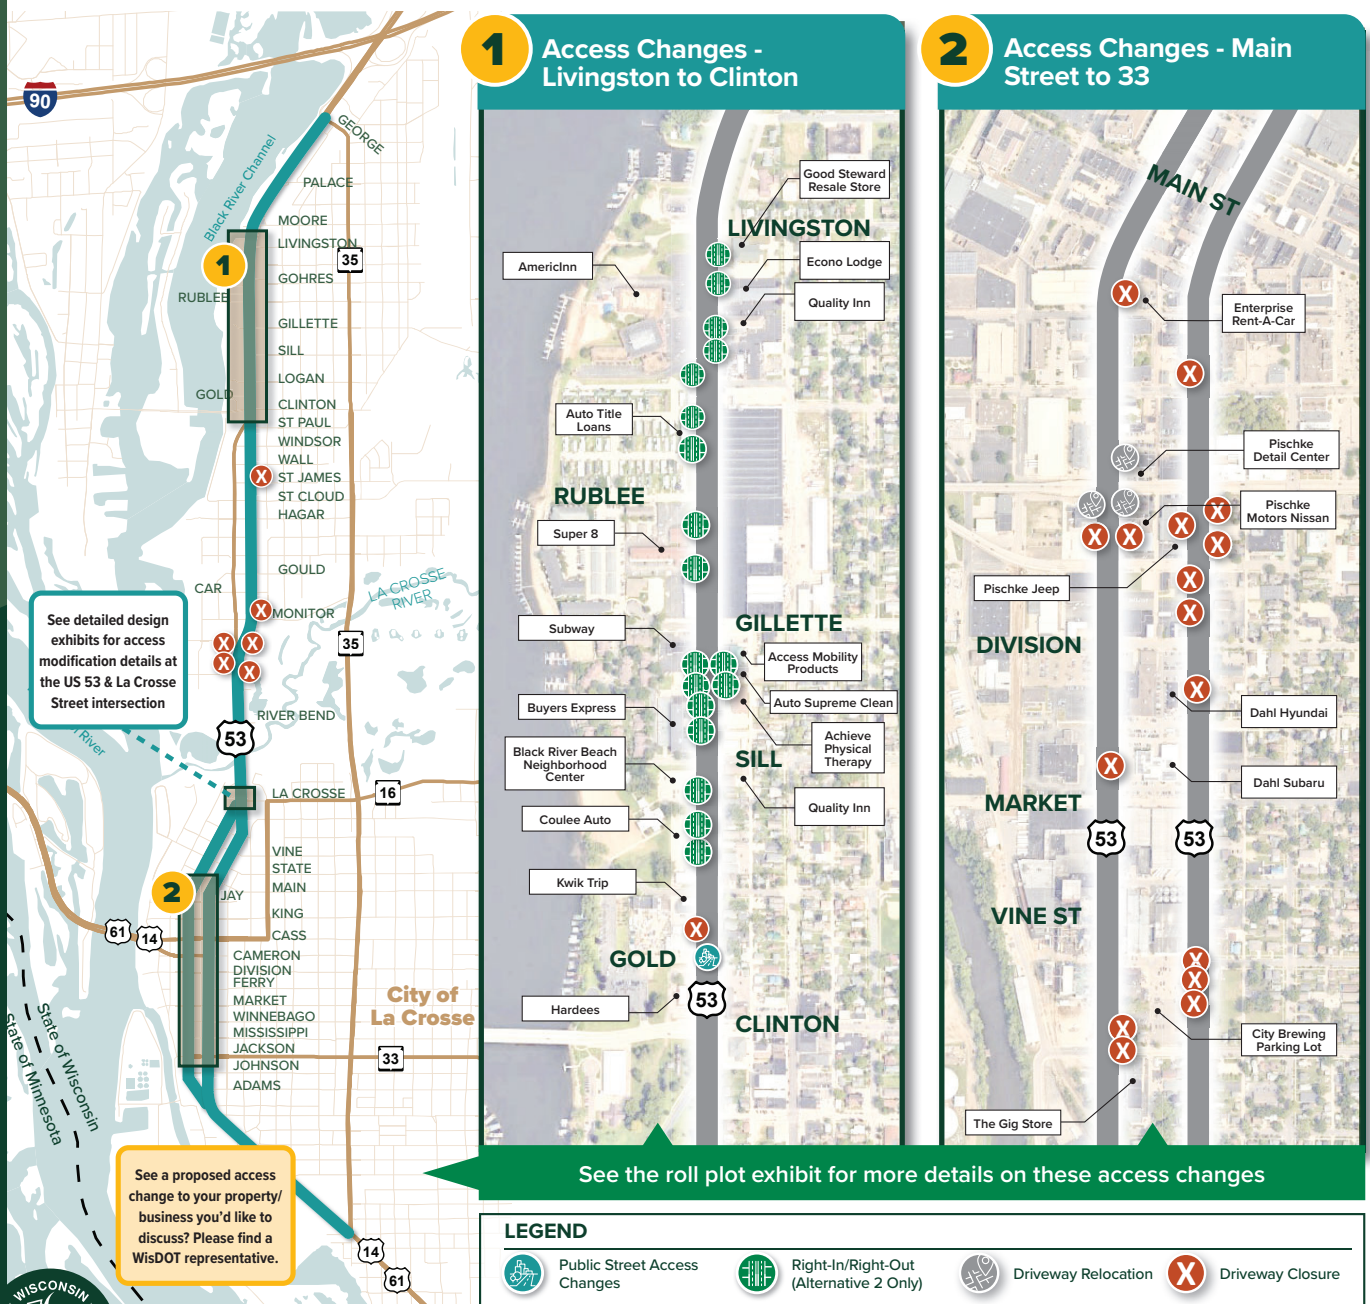 90
GEORGE
Black River Channel
PALACE
MOORE
LIVINGSTON
35
1
GOHRES
RUBLEE
GILLETTE
SILL
LOGAN
GOLD
CLINTON
ST PAUL
WINDSOR
WALL
X
ST JAMES
ST CLOUD
HAGAR
GOULD
CAR
LA CROSSE
RIVER
X
MONITOR
X
X
X
X
35
See detailed design
exhibits for access
modification details at
the US 53 & La Crosse
Street intersection
River
RIVER BEND
53
LA CROSSE
16
VINE
STATE
2
JAY
MAIN
KING
61
14
CASS
CAMERON
DIVISION
FERRY
MARKET
WINNEBAGO
MISSISSIPPI
JACKSON
JOHNSON
ADAMS
33
City of
La Crosse
State of Wisconsin
State of Minnesota
See a proposed access
change to your property/
business you'd like to
discuss? Please find a
WisDOT representative.
14
61
WISCONSIN
1
Access Changes -
Livingston to Clinton
Good Steward
Resale Store
LIVINGSTON
AmericInn
Econo Lodge
Quality Inn
Auto Title
Loans
RUBLEE
Super 8
Subway
GILLETTE
Access Mobility
Products
Auto Supreme Clean
Buyers Express
Achieve
Physical
Therapy
Black River Beach
Neighborhood
Center
SILL
Quality Inn
Coulee Auto
Kwik Trip
X
GOLD
Hardees
53
CLINTON
2
Access Changes - Main
Street to 33
MAIN ST
X
Enterprise
Rent-A-Car
X
Pischke
Detail Center
Pischke
Motors Nissan
X
X
X
X
X
Pischke Jeep
X
X
DIVISION
X
Dahl Hyundai
X
Dahl Subaru
MARKET
53
53
VINE ST
X
X
X
X
X
City Brewing
Parking Lot
The Gig Store
See the roll plot exhibit for more details on these access changes
LEGEND
Public Street Access
Changes
Right-In/Right-Out
(Alternative 2 Only)
Driveway Relocation
X
Driveway Closure